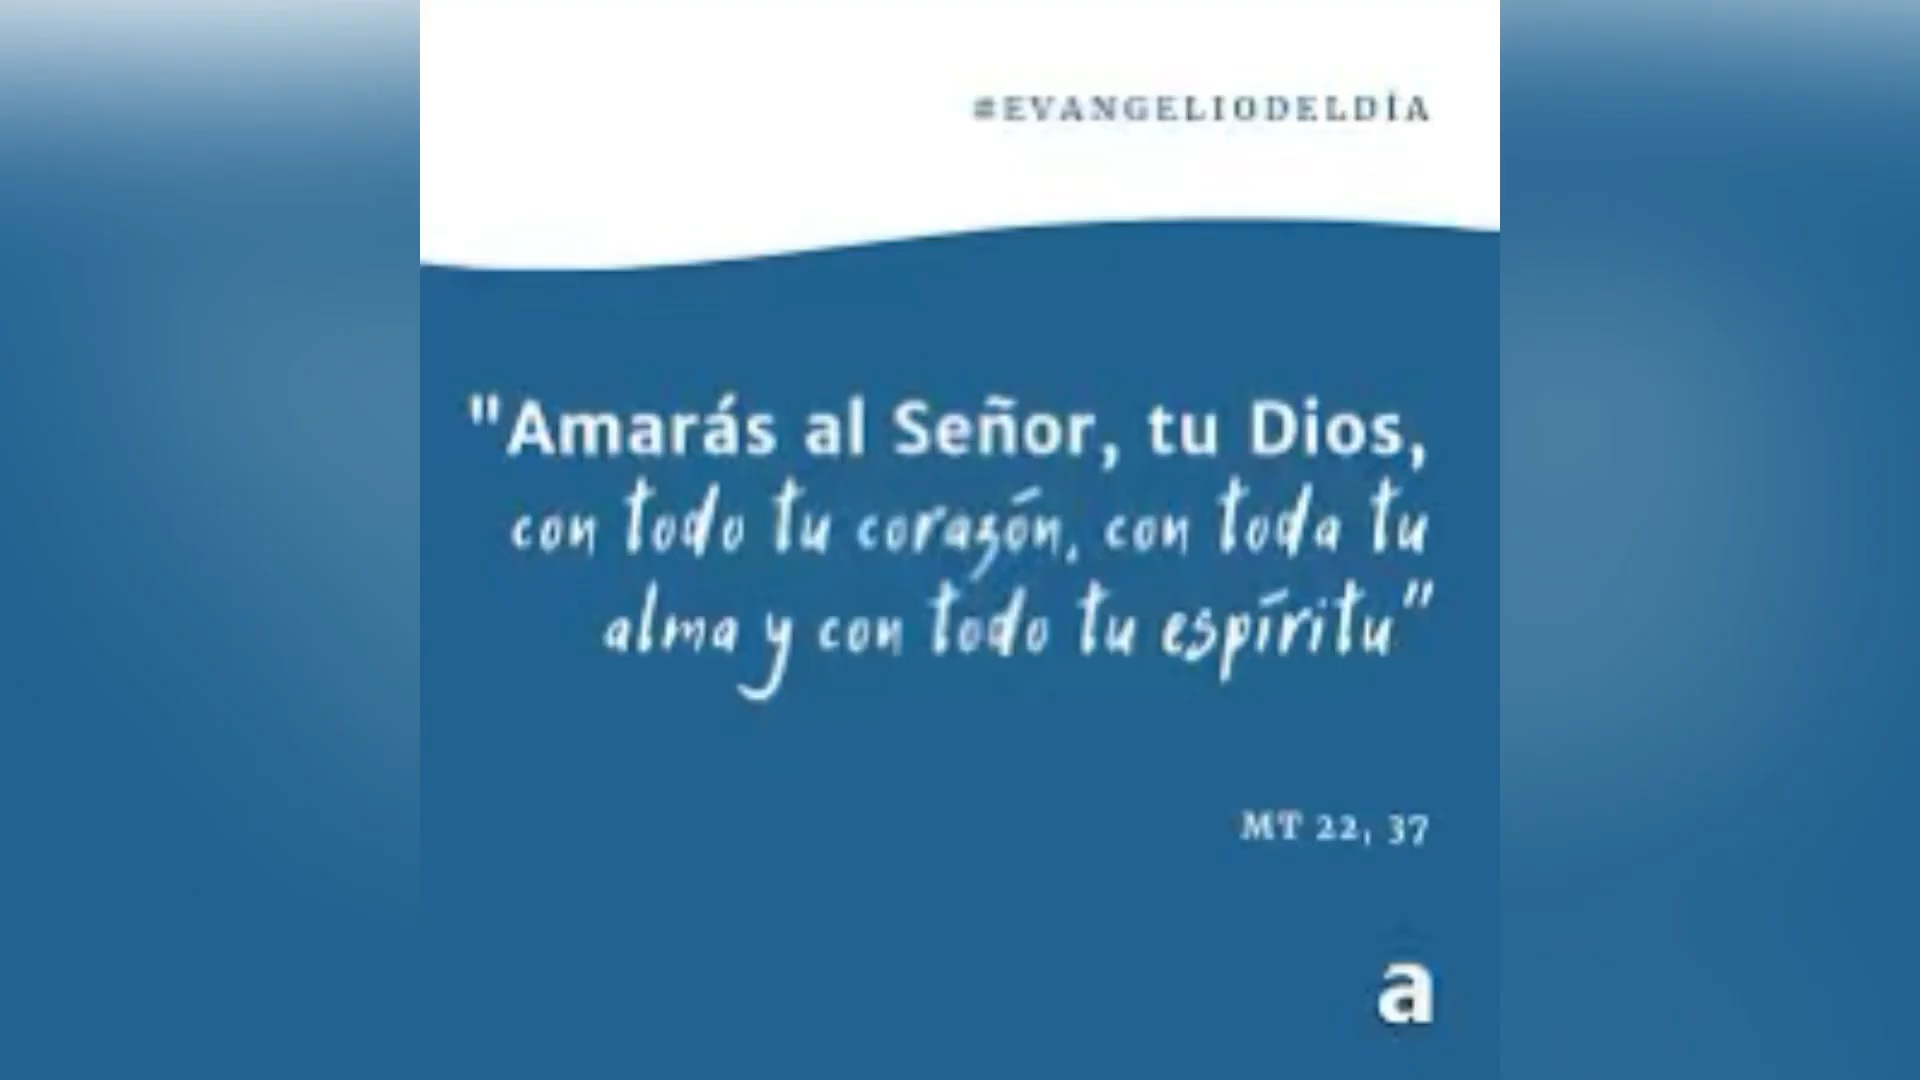 #EVANGELIODELDÍA
"Amarás al Señor, tu Dios,
con todo tu corazón, con toda tu
alma y con todo tu espíritu"
MT 22, 37
a